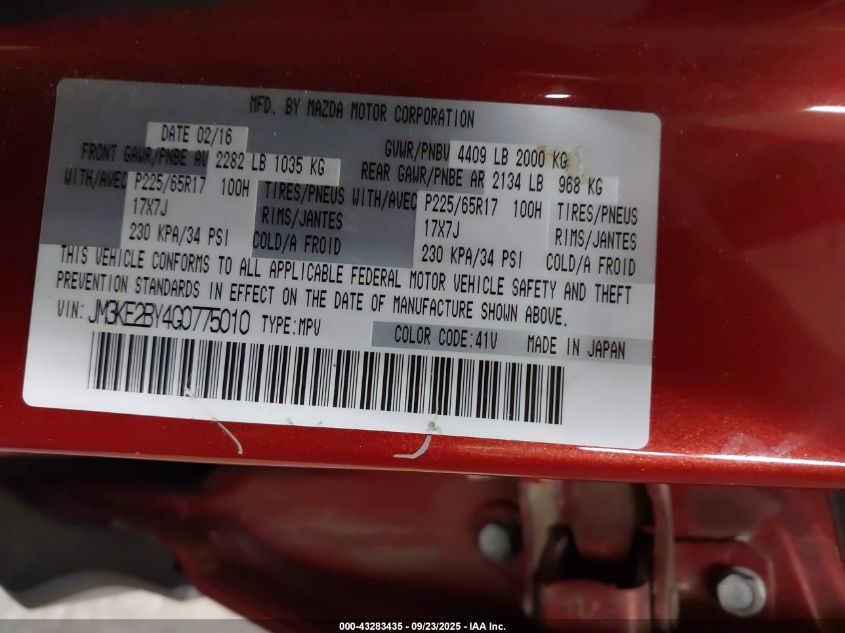 MFD. BY MAZDA MOTOR CORPORATION
DATE 02/16 GVWR/PNBV 4409 LB 2000 KG
FRONT GAWR/PNBE AV 2282 LB 1035 KG REAR GAWR/PNBE AR 2134 LB 968 KG
WITH/AVEC P225/65R17 100H TIRES/PNEUS WITH/AVEC P225/65R17 100H TIRES/PNEUS
17X7J RIMS/JANTES 17X7J RIMS/JANTES
230 KPA/34 PSI COLD/A FROID 230 KPA/34 PSI COLD/A FROID
THIS VEHICLE CONFORMS TO ALL APPLICABLE FEDERAL MOTOR VEHICLE SAFETY AND THEFT
PREVENTION STANDARDS IN EFFECT ON THE DATE OF MANUFACTURE SHOWN ABOVE.
VIN: JM3KE2BY4G0775010 TYPE:MPV COLOR CODE:41V MADE IN JAPAN
000-43283435 - 09/23/2025 - IAA Inc.